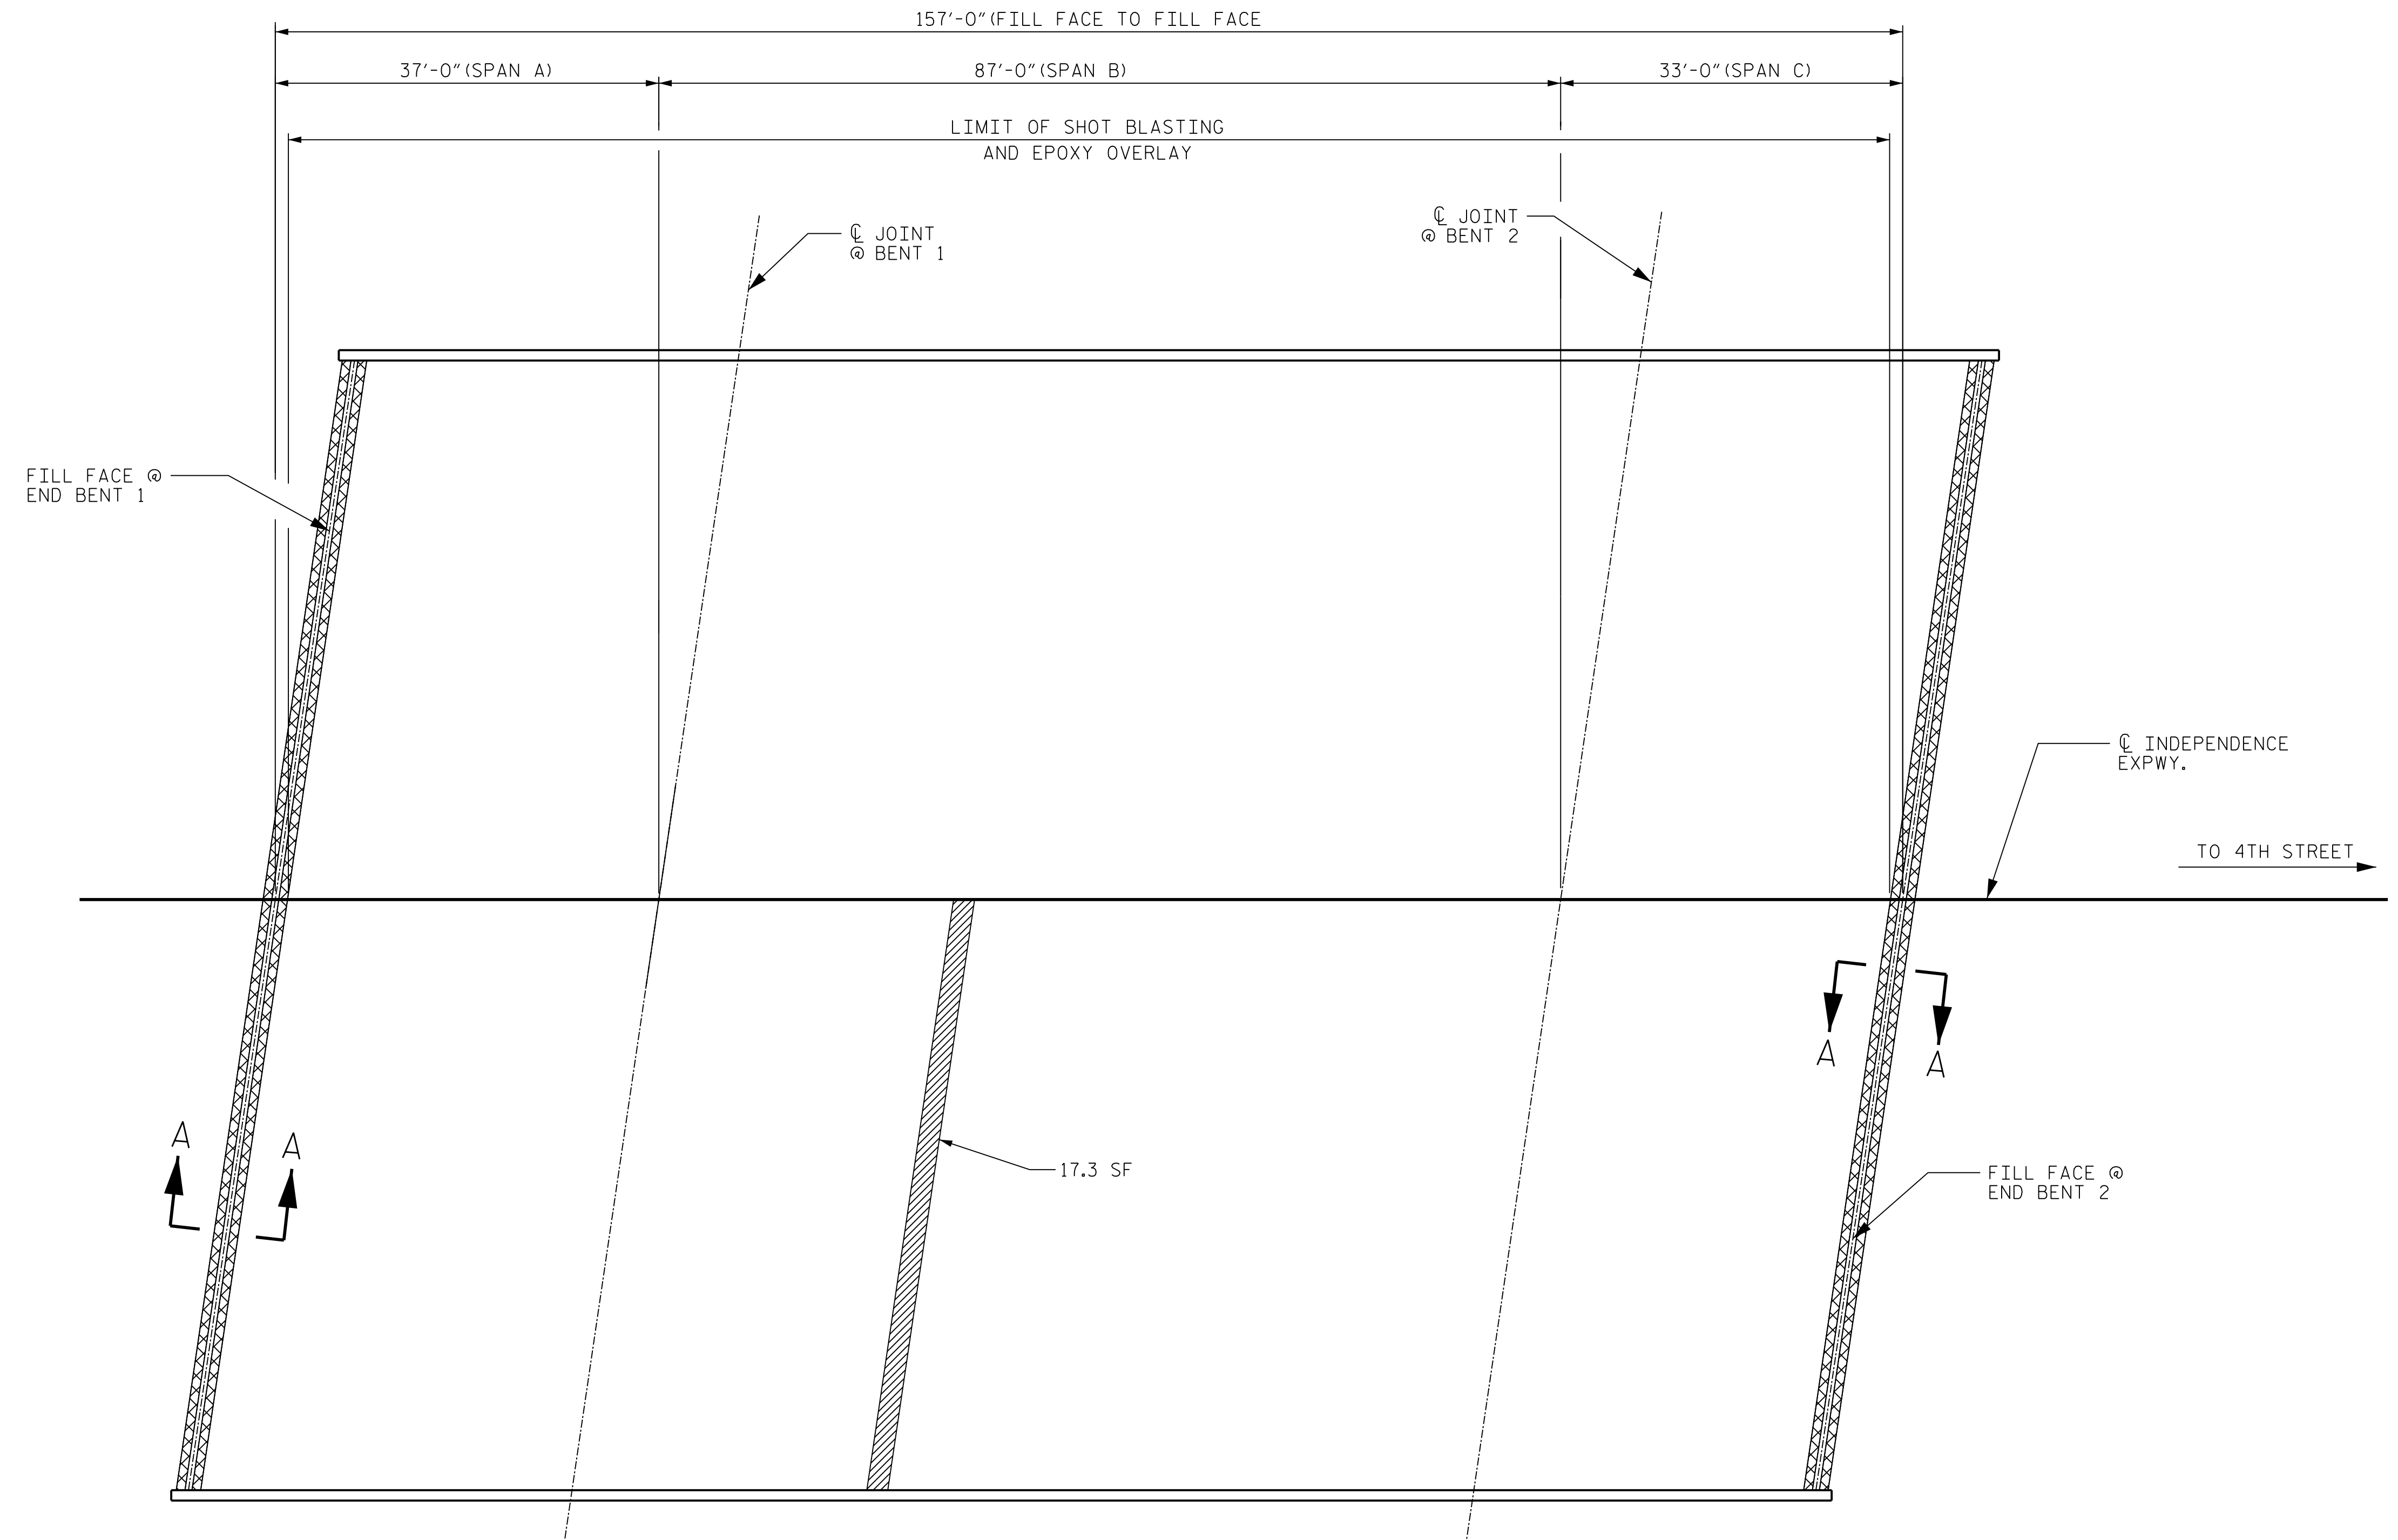 157'-0"(FILL FACE TO FILL FACE
37'-0"(SPAN A)
87'-0"(SPAN B)
33'-0"(SPAN C)
LIMIT OF SHOT BLASTING
AND EPOXY OVERLAY
℄ JOINT
@ BENT 1
℄ JOINT
@ BENT 2
FILL FACE @
END BENT 1
℄ INDEPENDENCE
EXPWY.
TO 4TH STREET
A
A
A
A
17.3 SF
FILL FACE @
END BENT 2